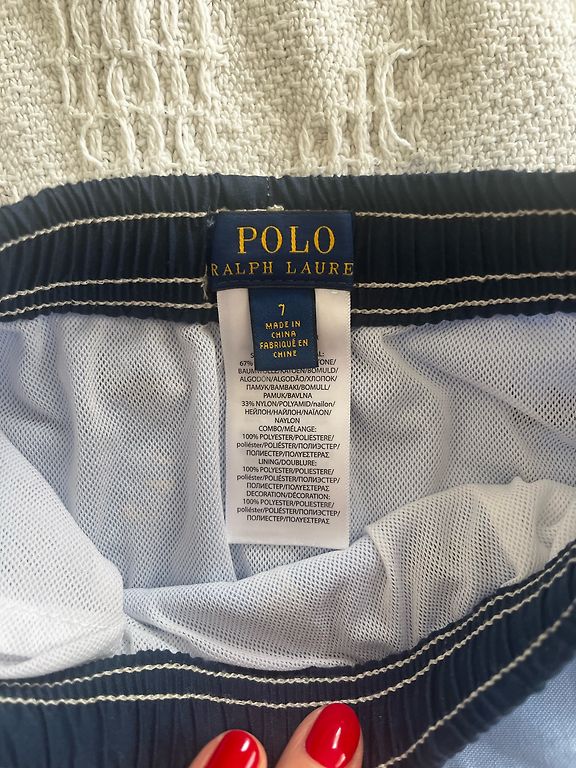 POLO
RALPH LAURE
7
MADE IN
CHINA
FABRIQUÉ EN
CHINE
67%
ALGODÓN/ALGODÃO/ХЛОПОК/
ПАМУК/BAMBAKI/BOMULL/
PAMUK/BAVLNA
33% NYLON/POLYAMID/nailon/
НЕЙЛОН/НАЙЛОН/ΝΑΪΛΟΝ/
NAYLON
COMBO/MÉLANGE:
100% POLYESTER/POLIESTERE/
poliéster/POLIÉSTER/ПОЛИЭСТЕР/
ПОЛИЕСТЕР/ΠΟΛΥΕΣΤΕΡΑΣ
LINING/DOUBLURE:
100% POLYESTER/POLIESTERE/
poliéster/POLIÉSTER/ПОЛИЭСТЕР/
ПОЛИЕСТЕР/ΠΟΛΥΕΣΤΕΡΑΣ
DECORATION/DÉCORATION:
100% POLYESTER/POLIESTERE/
poliéster/POLIÉSTER/ПОЛИЭСТЕР/
ПОЛИЕСТЕР/ΠΟΛΥΕΣΤΕΡΑΣ